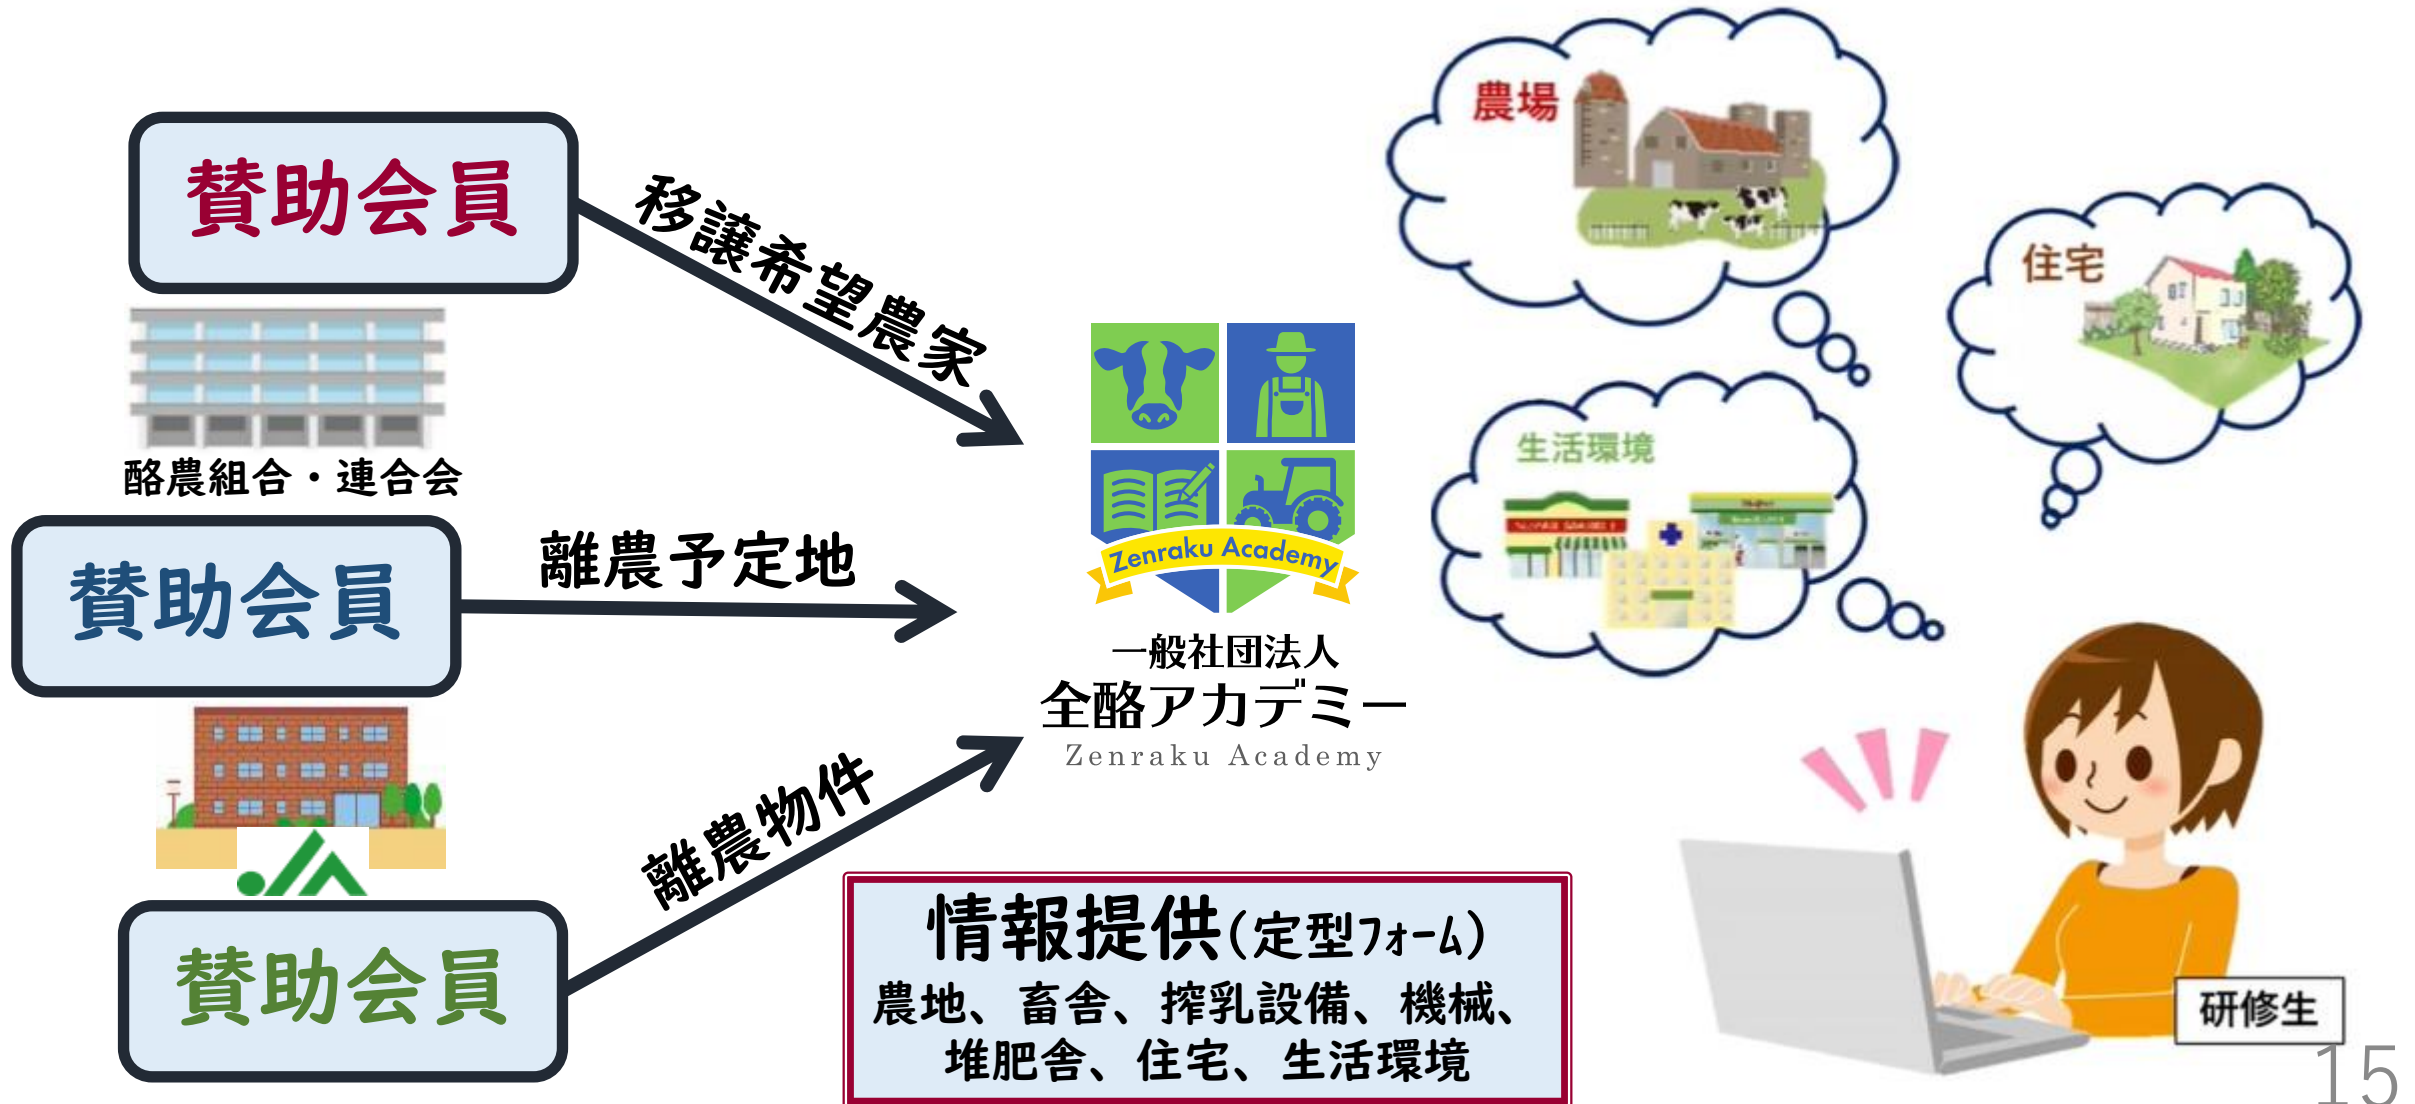 賛助会員
酪農組合・連合会
賛助会員
賛助会員
移譲希望農家
離農予定地
離農物件
Zenraku Academy
一般社団法人
全酪アカデミー
Zenraku Academy
情報提供(定型フォーム)
農地、畜舎、搾乳設備、機械、
堆肥舎、住宅、生活環境
農場
住宅
生活環境
研修生
15